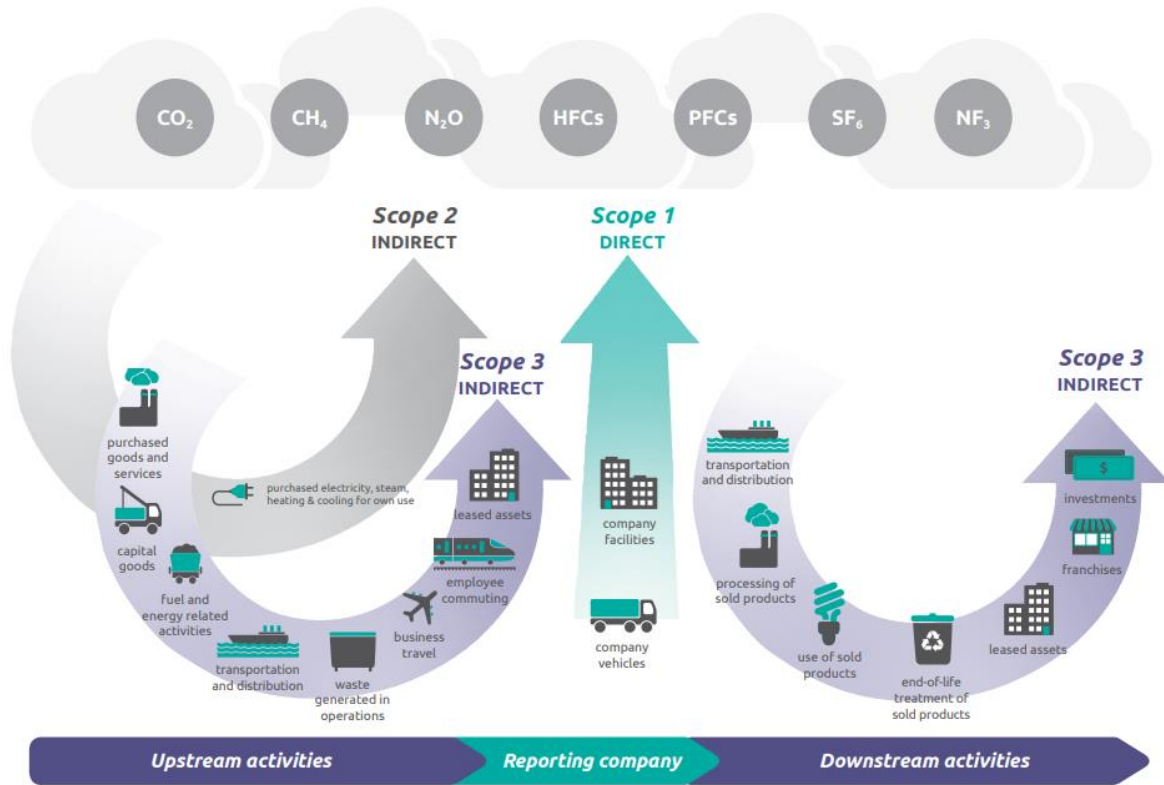 CO₂
CH₄
N₂O
HFCs
PFCs
SF₆
NF₃
Scope 2
INDIRECT
Scope 1
DIRECT
Scope 3
INDIRECT
Scope 3
INDIRECT
purchased
goods and
services
capital
goods
fuel and
energy related
activities
purchased electricity, steam,
heating & cooling for own use
transportation
and distribution
waste
generated in
operations
business
travel
employee
commuting
leased assets
company
facilities
company
vehicles
transportation
and distribution
processing of
sold products
use of sold
products
end-of-life
treatment of
sold products
leased assets
franchises
$
investments
Upstream activities
Reporting company
Downstream activities